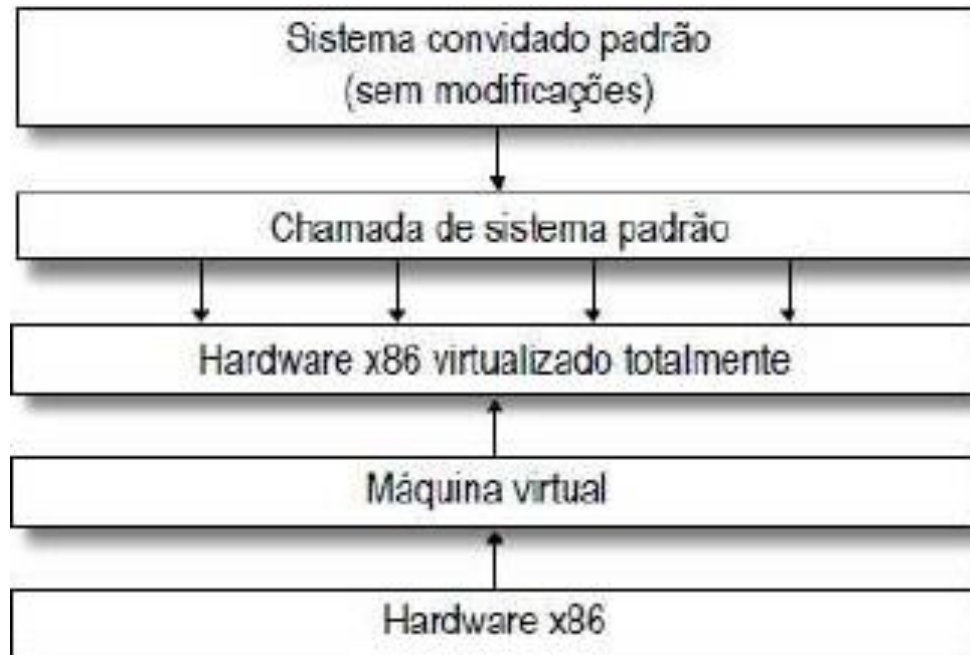 Sistema convidado padrão
(sem modificações)
Chamada de sistema padrão
Hardware x86 virtualizado totalmente
Máquina virtual
Hardware x86